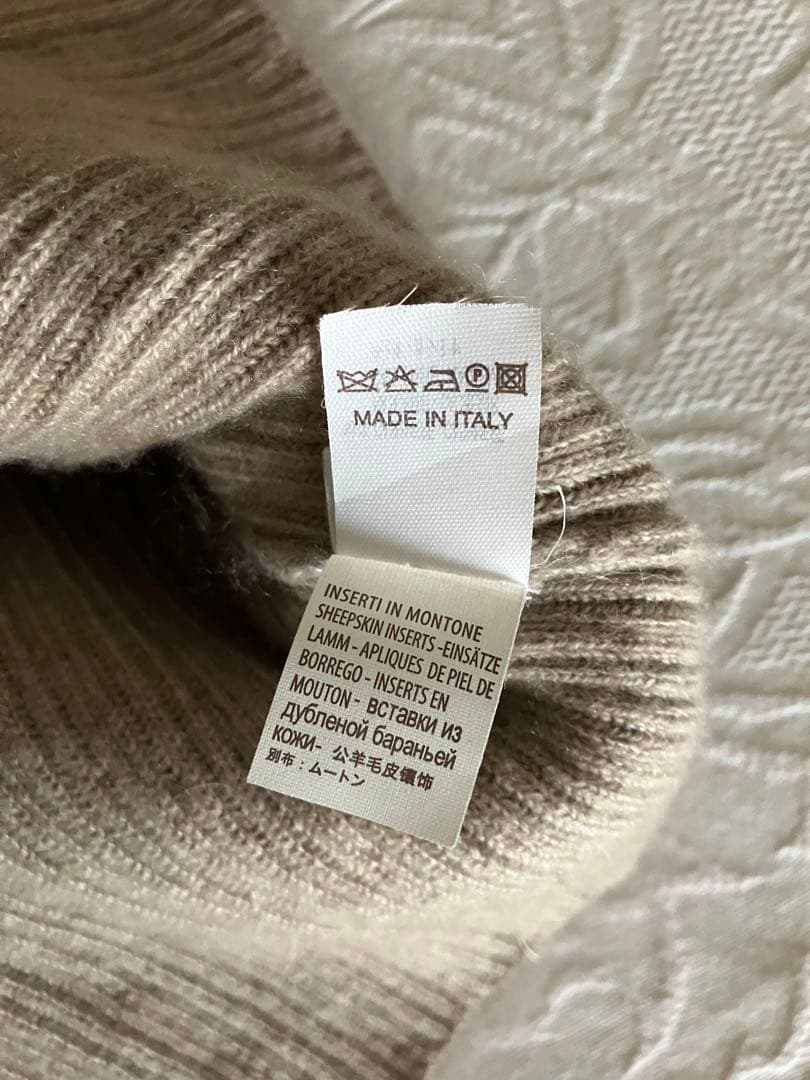 MADE IN ITALY
INSERTI IN MONTONE
SHEEPSKIN INSERTS -EINSÄTZE
LAMM - APLIQUES DE PIEL DE
BORREGO - INSERTS EN
MOUTON - ВСТАВКИ ИЗ
дубленой бараньей
кожи- 公羊毛皮镶饰
別布：ムートン